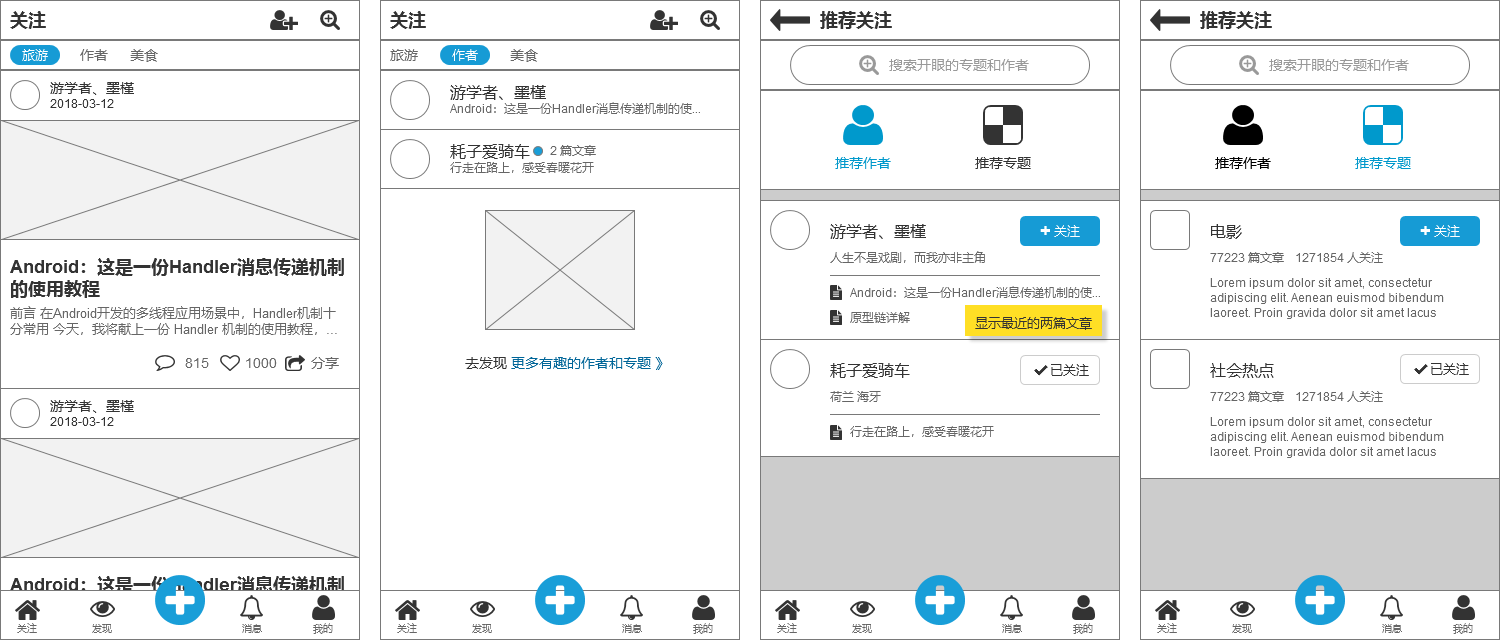 关注
旅游 作者 美食
游学者、墨槿
2018-03-12
Android：这是一份Handler消息传递机制
的使用教程
前言 在Android开发的多线程应用场景中，Handler机制十
分常用 今天，我将献上一份 Handler 机制的使用教程，...
815 1000 分享
游学者、墨槿
2018-03-12
Android：这是一份Handler消息传递机制
关注 发现 消息 我的
关注
旅游 作者 美食
游学者、墨槿
Android：这是一份Handler消息传递机制的使...
耗子爱骑车 2 篇文章
行走在路上，感受春暖花开
去发现 更多有趣的作者和专题 》
关注 发现 消息 我的
推荐关注
搜索开眼的专题和作者
推荐作者 推荐专题
游学者、墨槿 关注
人生不是戏剧，而我亦非主角
Android：这是一份Handler消息传递机制的使...
原型链详解
显示最近的两篇文章
耗子爱骑车 已关注
荷兰 海牙
行走在路上，感受春暖花开
关注 发现 消息 我的
推荐关注
搜索开眼的专题和作者
推荐作者 推荐专题
电影 关注
77223 篇文章 1271854 人关注
Lorem ipsum dolor sit amet, consectetur
adipiscing elit. Aenean euismod bibendum
laoreet. Proin gravida dolor sit amet lacus
社会热点 已关注
77223 篇文章 1271854 人关注
Lorem ipsum dolor sit amet, consectetur
adipiscing elit. Aenean euismod bibendum
laoreet. Proin gravida dolor sit amet lacus
关注 发现 消息 我的